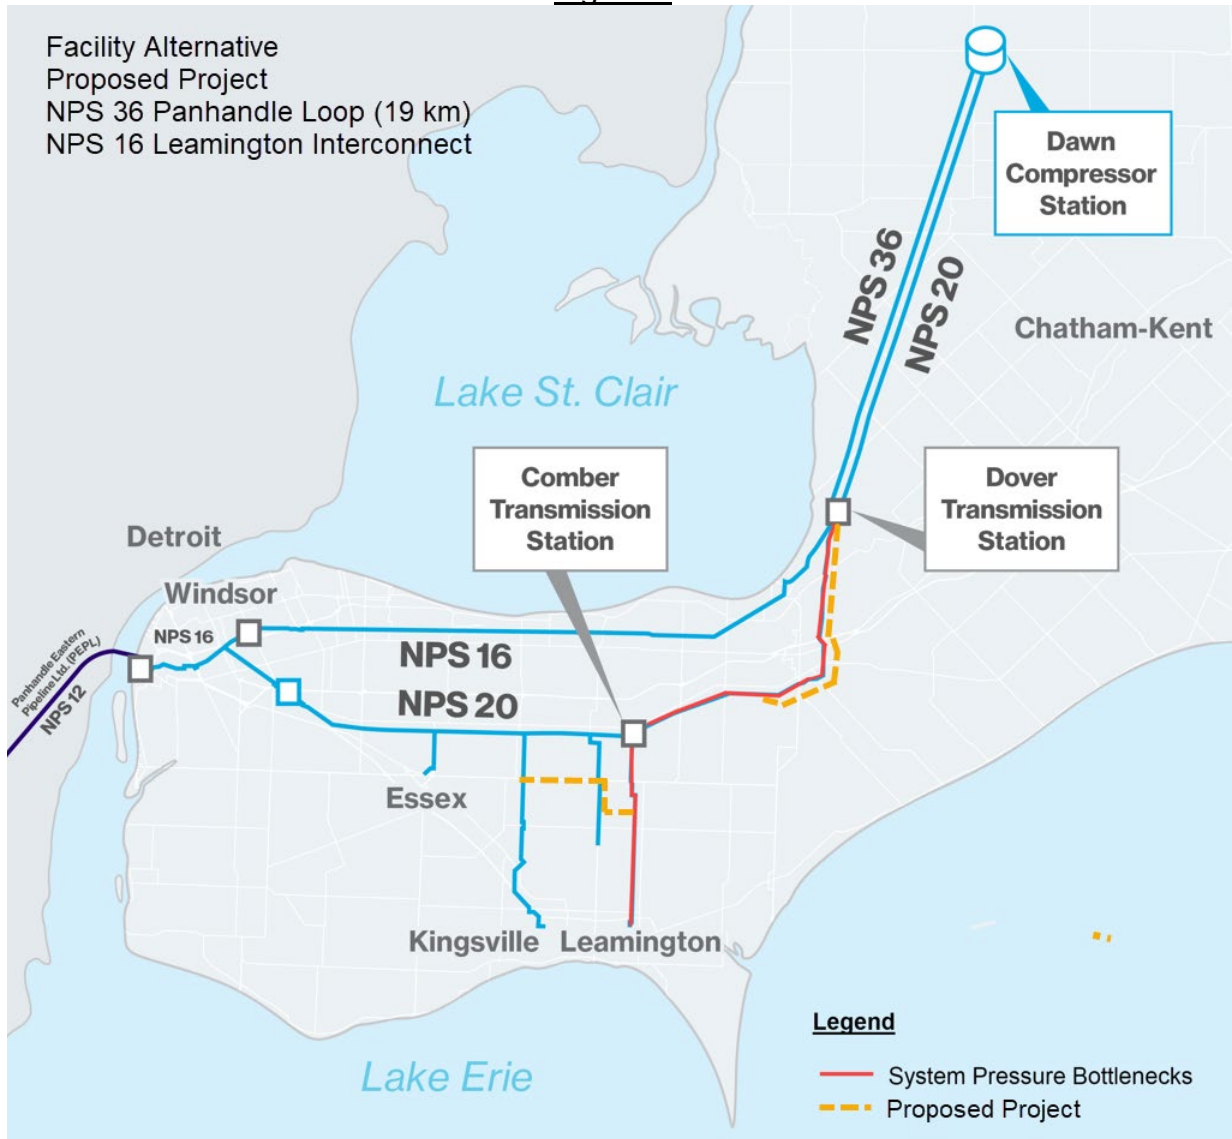 Facility Alternative
Proposed Project
NPS 36 Panhandle Loop (19 km)
NPS 16 Leamington Interconnect
Dawn
Compressor
Station
NPS 36
NPS 20
Chatham-Kent
Lake St. Clair
Comber
Transmission
Station
Dover
Transmission
Station
Detroit
Windsor
NPS 16
NPS 16
NPS 20
Panhandle Eastern
Pipeline Ltd. (PEPL)
NPS 12
Essex
Kingsville
Leamington
Lake Erie
Legend
System Pressure Bottlenecks
Proposed Project